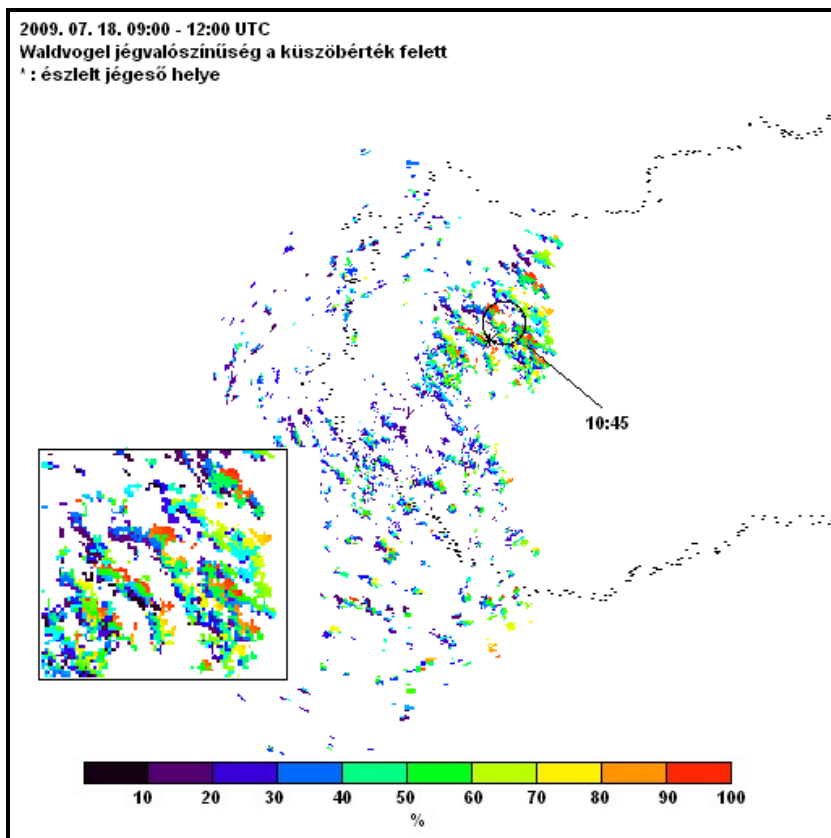 2009. 07. 18. 09:00 - 12:00 UTC
Waldvogel jégvalószínűség a küszöbérték felett
* : észlelt jégeső helye
10:45
10 20 30 40 50 60 70 80 90 100
%